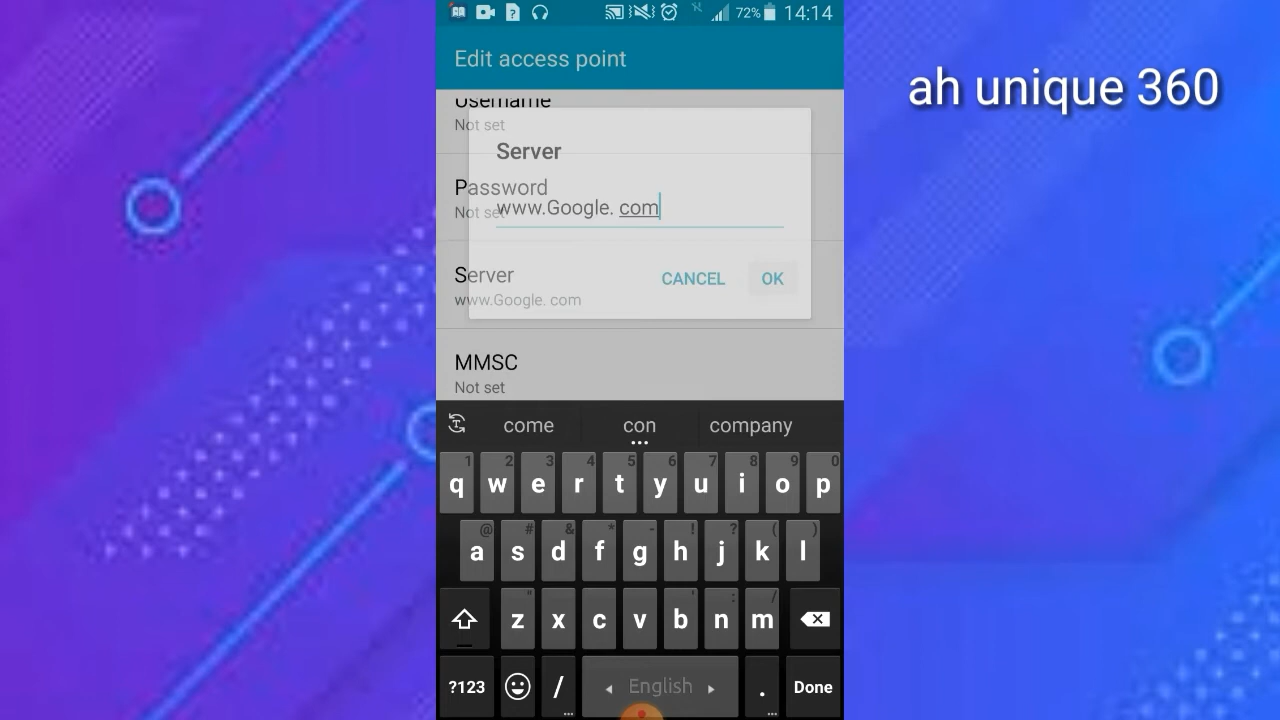 72% 14:14
ah unique 360
Edit access point
Username
Not set
Server
Password
Not set
www.Google. com
Server
CANCEL OK
www.Google. com
MMSC
Not set
come con company
1 2 3 4 5 6 7 8 9 0
q w e r t y u i o p
@ # & * - ! ? ( )
a s d f g h j k l
" ' : /
z x c v b n m
?123 / English . Done